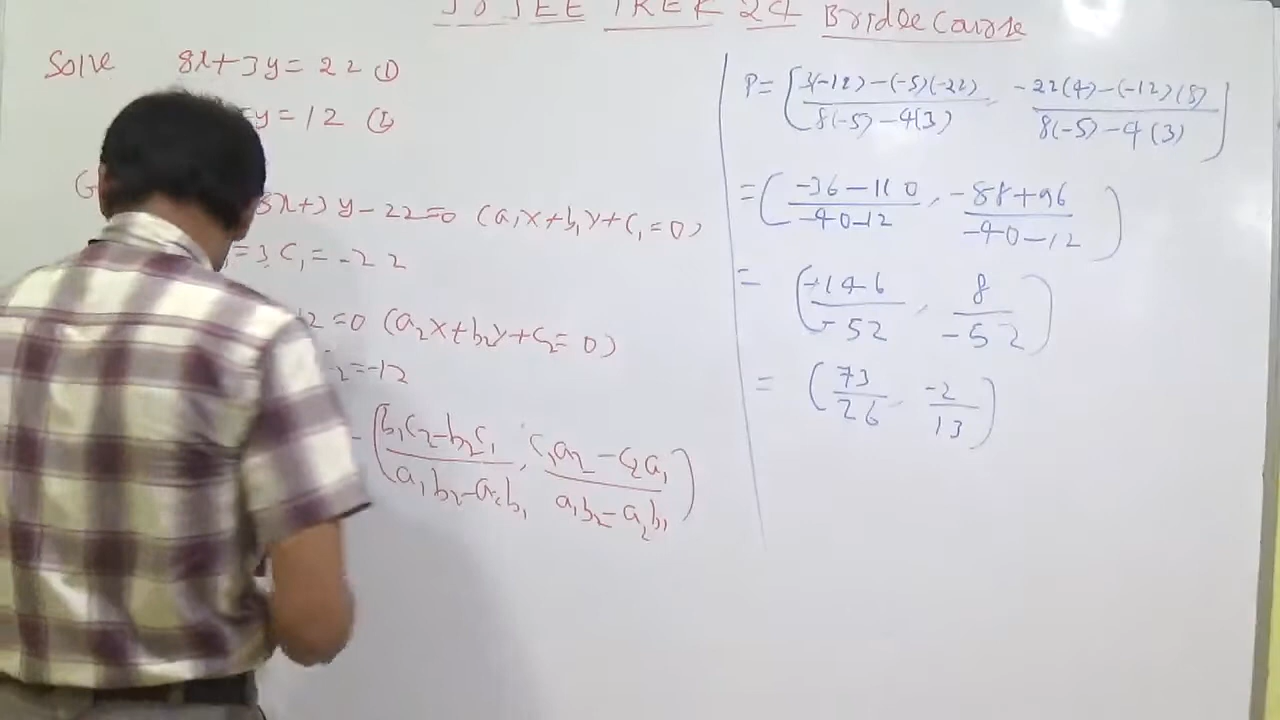 JEE TREK 24 Bridge Course
Solve 8x+3y= 22 ①
y = 12 ②
8x+3y-22=0 (a₁x+b₁y+c₁=0)
=3, C₁= -22
12 =0 (a₂x+b₂y+c₂=0)
₂=-12
(b₁c₂-b₂c₁/a₁b₂-a₂b₁, c₁a₂-c₂a₁/a₁b₂-a₂b₁)
P= [3(-12)-(-5)(-22)/8(-5)-4(3), -22(4)-(-12)(8)/8(-5)-4(3)]
=(-36-110/-40-12, -88+96/-40-12)
= (-146/-52, 8/-52)
= (73/26, -2/13)